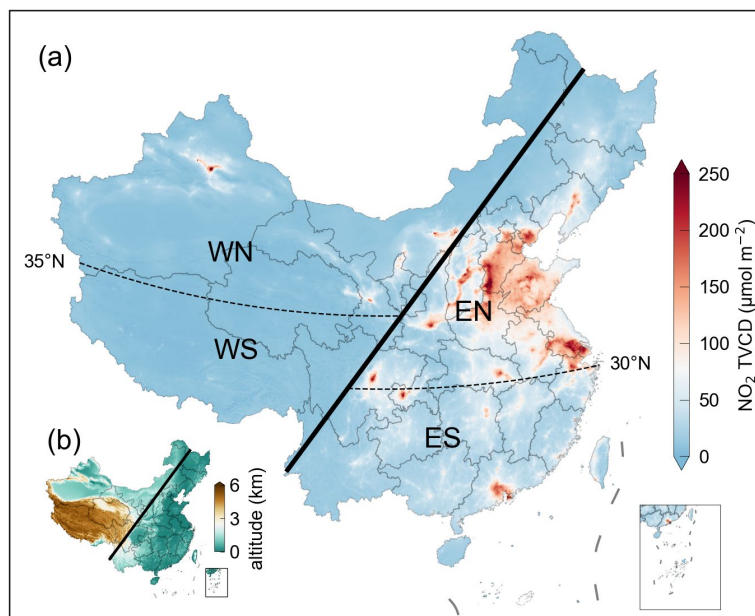 (a)
WN
35°N
WS
EN
30°N
ES
250
200
150
100
50
0
NO₂ TVCD (μmol m⁻²)
(b)
6
3
0
altitude (km)